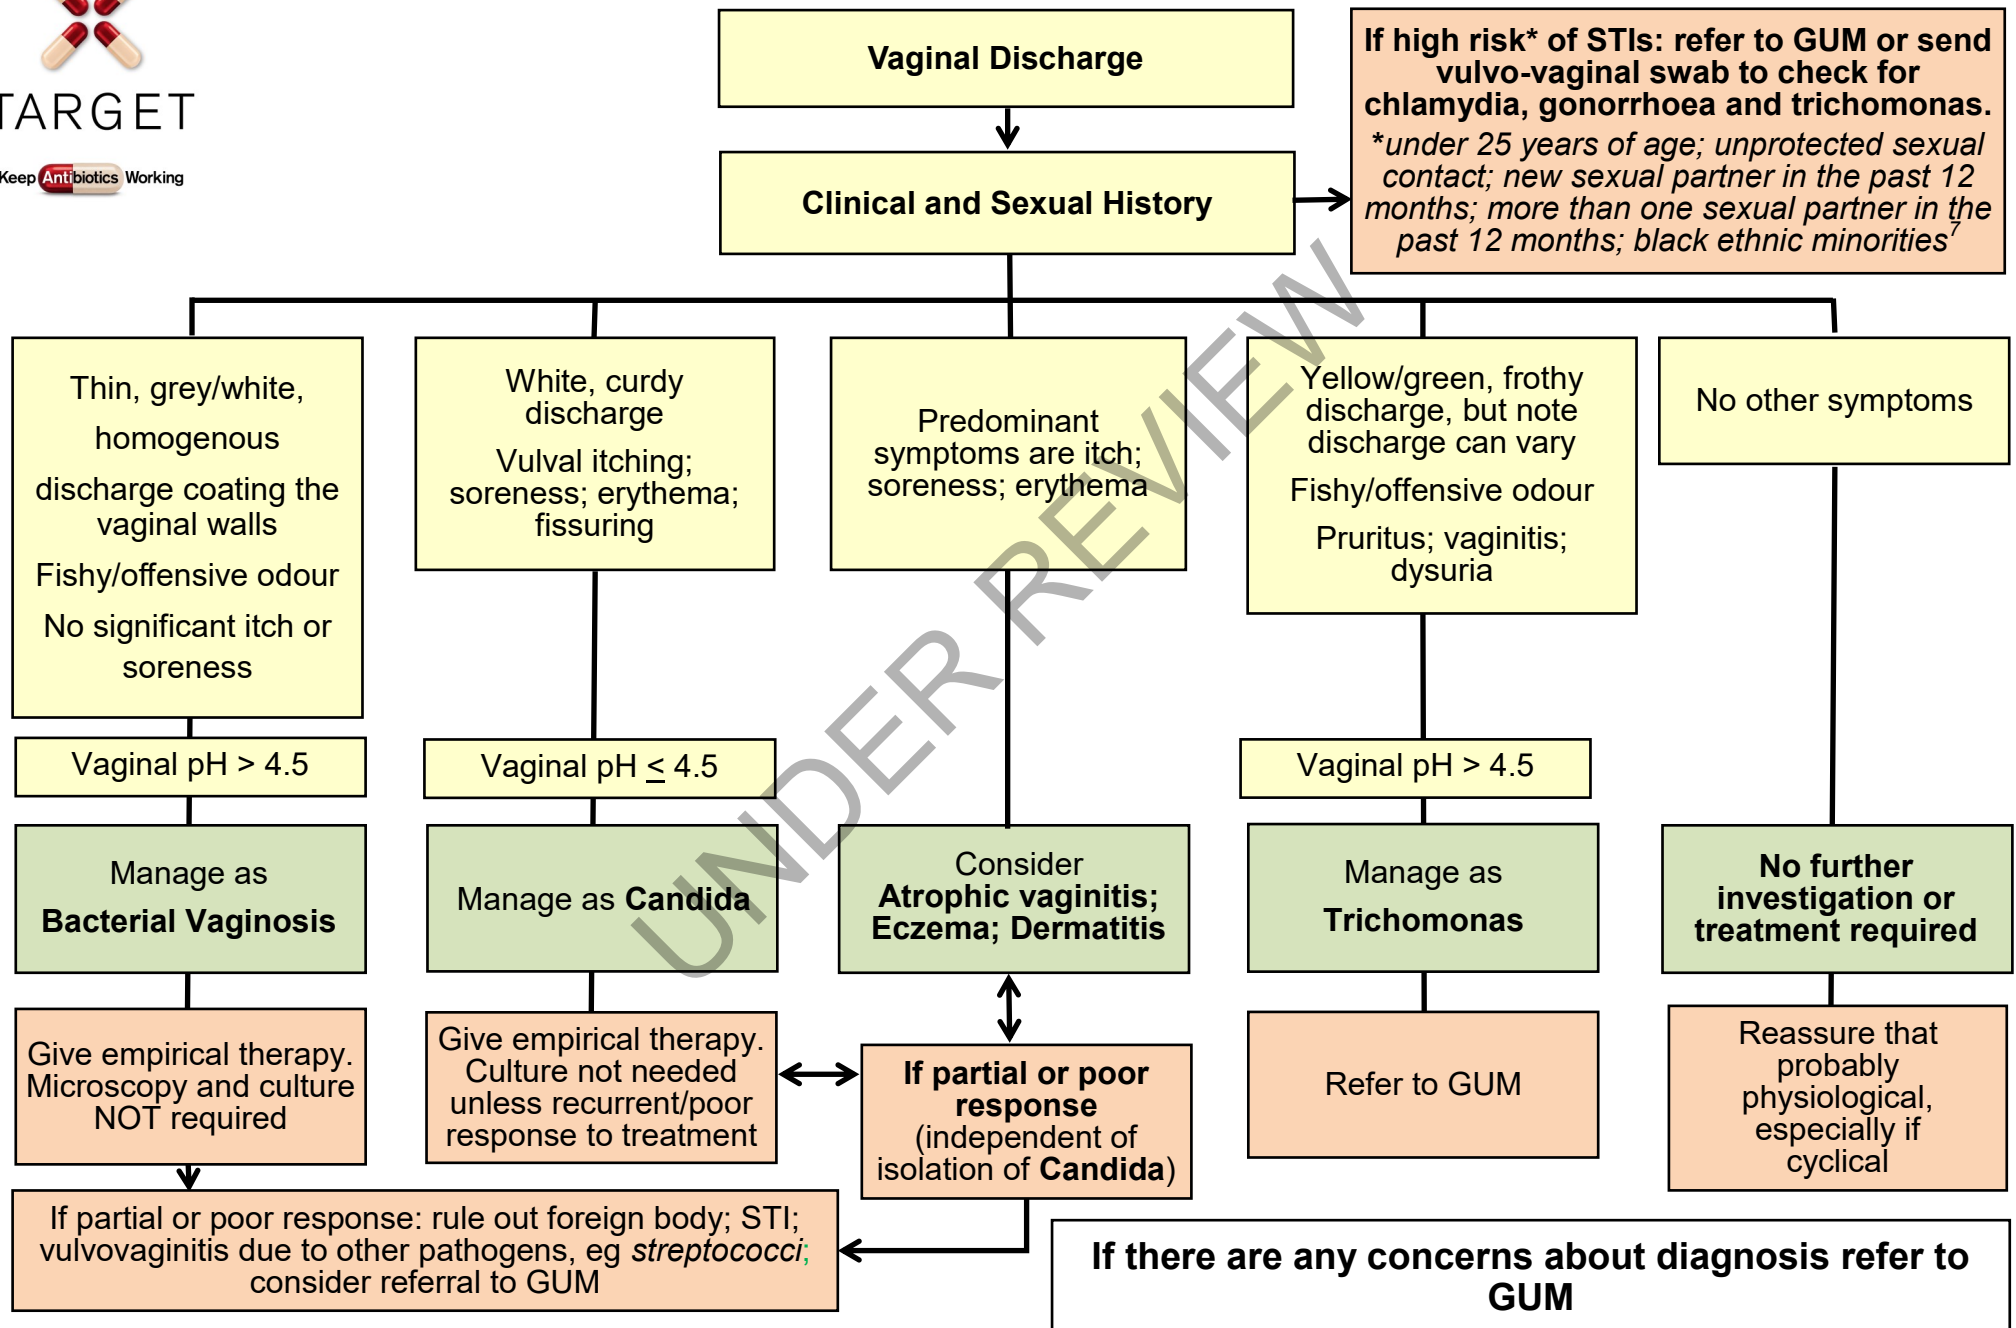 TARGET
Keep Antibiotics Working
Vaginal Discharge
Clinical and Sexual History
If high risk* of STIs: refer to GUM or send
vulvo-vaginal swab to check for
chlamydia, gonorrhoea and trichomonas.
*under 25 years of age; unprotected sexual
contact; new sexual partner in the past 12
months; more than one sexual partner in the
past 12 months; black ethnic minorities7
Thin, grey/white,
homogenous
discharge coating the
vaginal walls
Fishy/offensive odour
No significant itch or
soreness
White, curdy
discharge
Vulval itching;
soreness; erythema;
fissuring
Predominant
symptoms are itch;
soreness; erythema
Yellow/green, frothy
discharge, but note
discharge can vary
Fishy/offensive odour
Pruritus; vaginitis;
dysuria
No other symptoms
Vaginal pH > 4.5
Vaginal pH ≤ 4.5
Vaginal pH > 4.5
Manage as
Bacterial Vaginosis
Manage as Candida
Consider
Atrophic vaginitis;
Eczema; Dermatitis
Manage as
Trichomonas
No further
investigation or
treatment required
Give empirical therapy.
Microscopy and culture
NOT required
Give empirical therapy.
Culture not needed
unless recurrent/poor
response to treatment
If partial or poor
response
(independent of
isolation of Candida)
Refer to GUM
Reassure that
probably
physiological,
especially if
cyclical
If partial or poor response: rule out foreign body; STI;
vulvovaginitis due to other pathogens, eg streptococci;
consider referral to GUM
If there are any concerns about diagnosis refer to
GUM
UNDER REVIEW